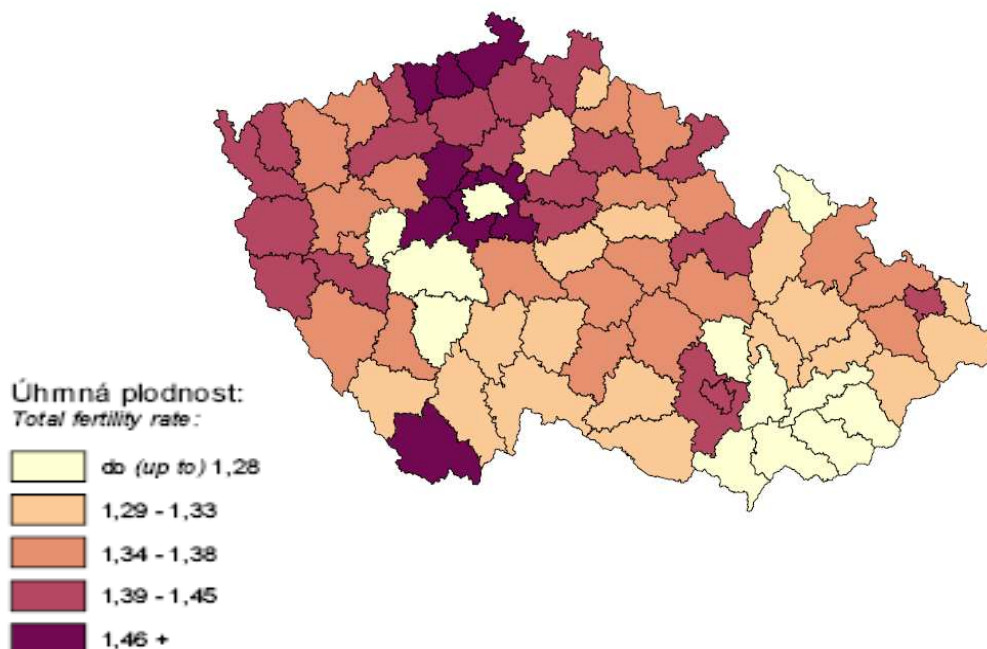 Úhrnná plodnost:
Total fertility rate:
do (up to) 1,28
1,29 - 1,33
1,34 - 1,38
1,39 - 1,45
1,46 +